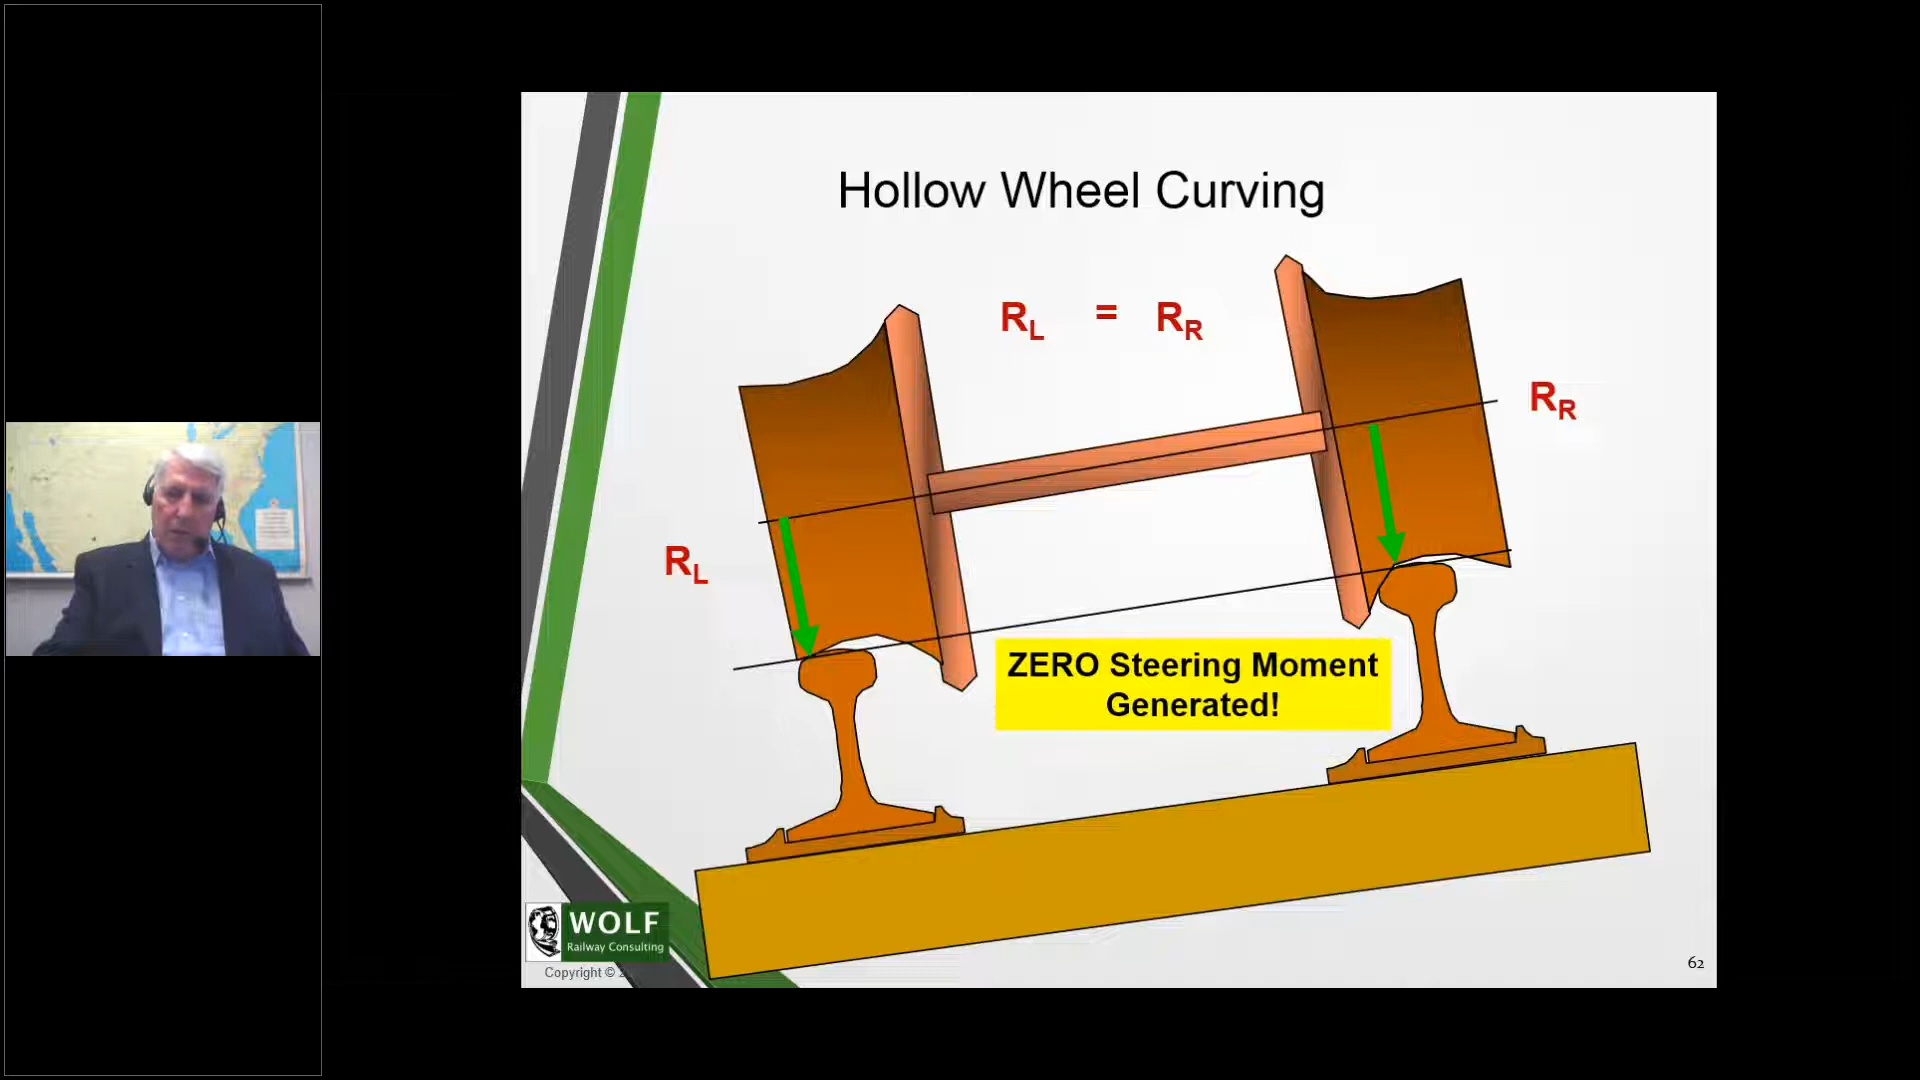 Hollow Wheel Curving
RL = RR
RR
RL
ZERO Steering Moment
Generated!
WOLF
Railway Consulting
Copyright ©
62